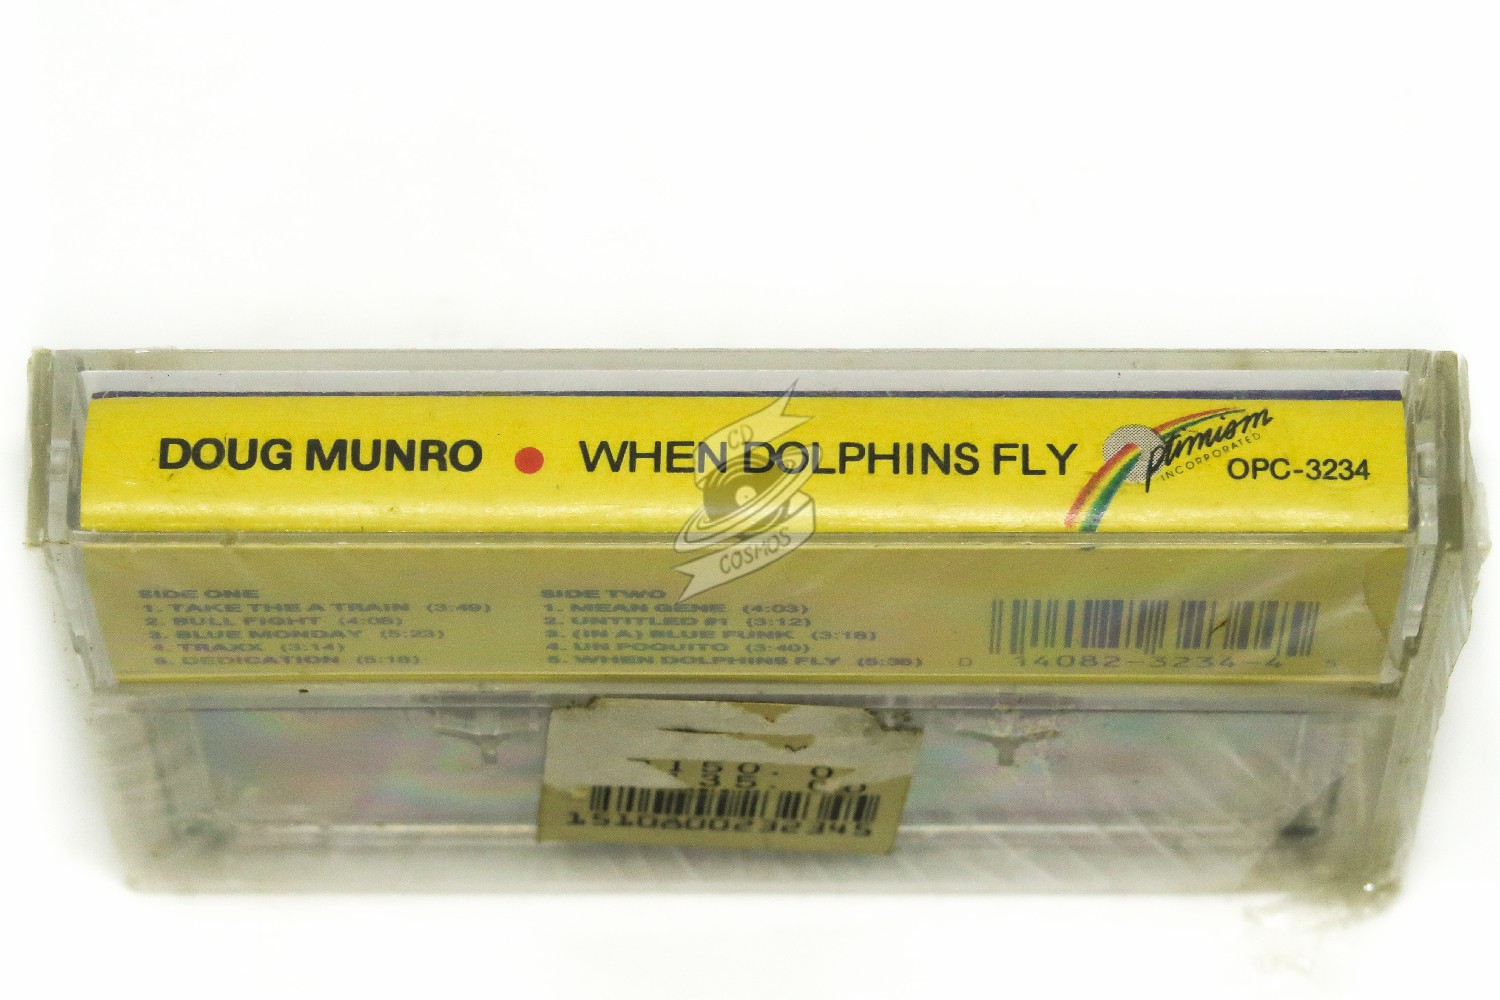 DOUG MUNRO • WHEN DOLPHINS FLY
Optimism
INCORPORATED
OPC-3234
CD
COSMOS
SIDE ONE
1. TAKE THE A TRAIN (3:49)
2. BULL FIGHT (4:06)
3. BLUE MONDAY (5:23)
4. TRAXX (3:14)
5. DEDICATION (5:18)
SIDE TWO
1. MEAN GENE (4:03)
2. UNTITLED #1 (3:12)
3. (IN A) BLUE FUNK (3:18)
4. UN POQUITO (3:40)
5. WHEN DOLPHINS FLY (5:36)
0 14082-3234-4 5
1510800232345